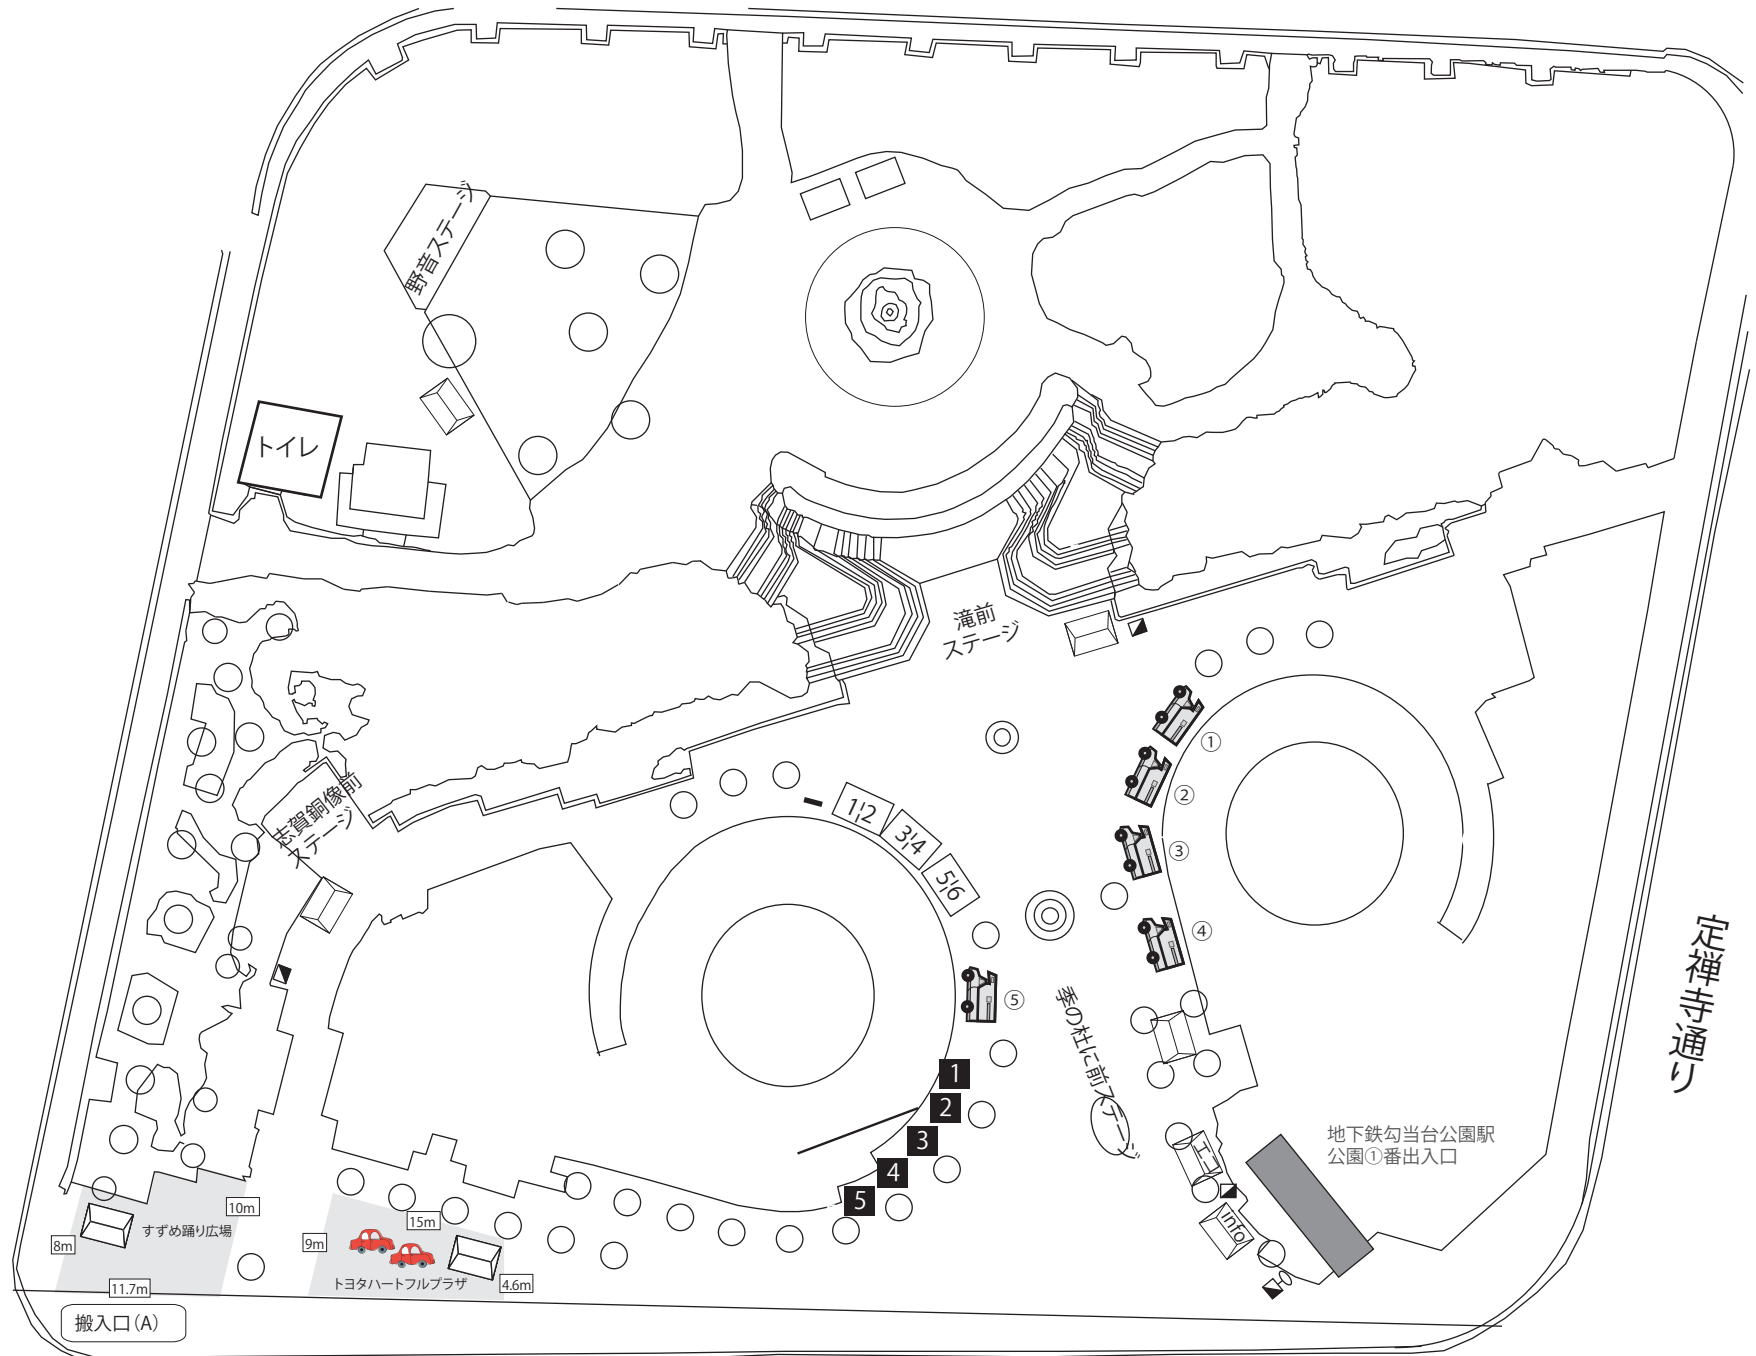 野音ステージ
トイレ
滝前
ステージ
志賀銅像前
ステージ
1 2
3 4
5 6
①
②
③
④
⑤
季の杜に前ステージ
定禅寺通り
1
2
3
4
5
地下鉄勾当台公園駅
公園①番出入口
info
10m
すずめ踊り広場
8m
11.7m
15m
9m
トヨタハートフルプラザ
4.6m
搬入口(A)